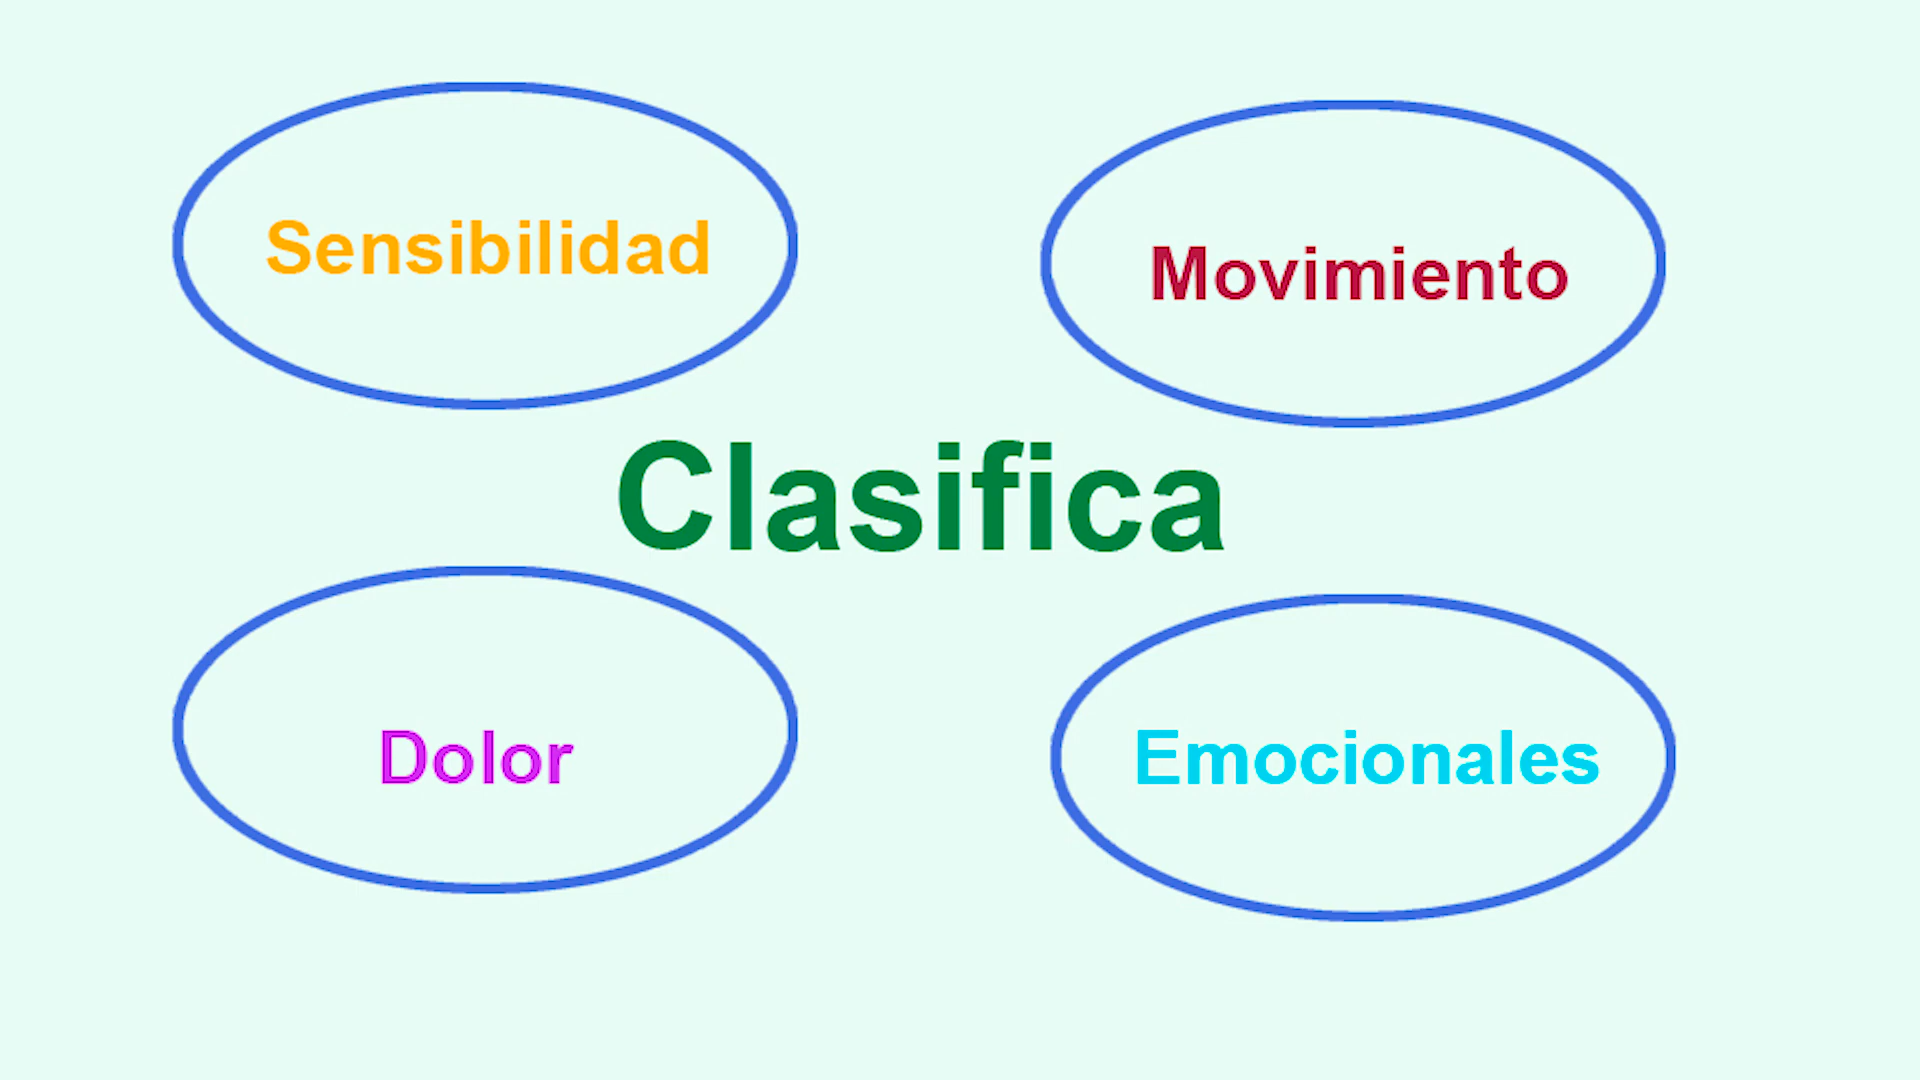 Sensibilidad
Movimiento
Clasifica
Dolor
Emocionales